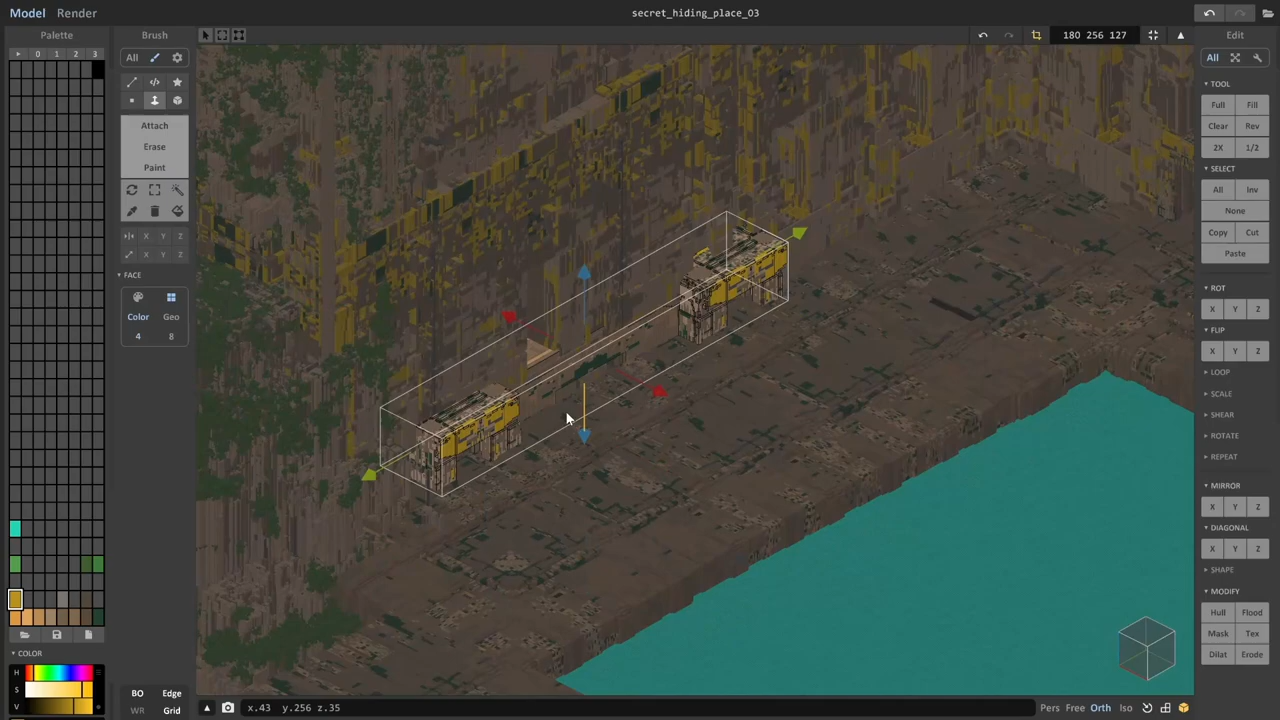 Model Render
secret_hiding_place_03
Palette
Brush
180 256 127
Edit
0 1 2 3
All
All
TOOL
Full Fill
Clear Rev
2X 1/2
Attach
Erase
Paint
SELECT
All Inv
None
Copy Cut
Paste
X Y Z
X Y Z
FACE
Color Geo
4 8
ROT
X Y Z
FLIP
X Y Z
LOOP
SCALE
SHEAR
ROTATE
REPEAT
MIRROR
X Y Z
DIAGONAL
X Y Z
SHAPE
MODIFY
Hull Flood
Mask Tex
Dilat Erode
COLOR
H
S
V
BO Edge
WR Grid
x.43 y.256 z.35
Pers Free Orth Iso